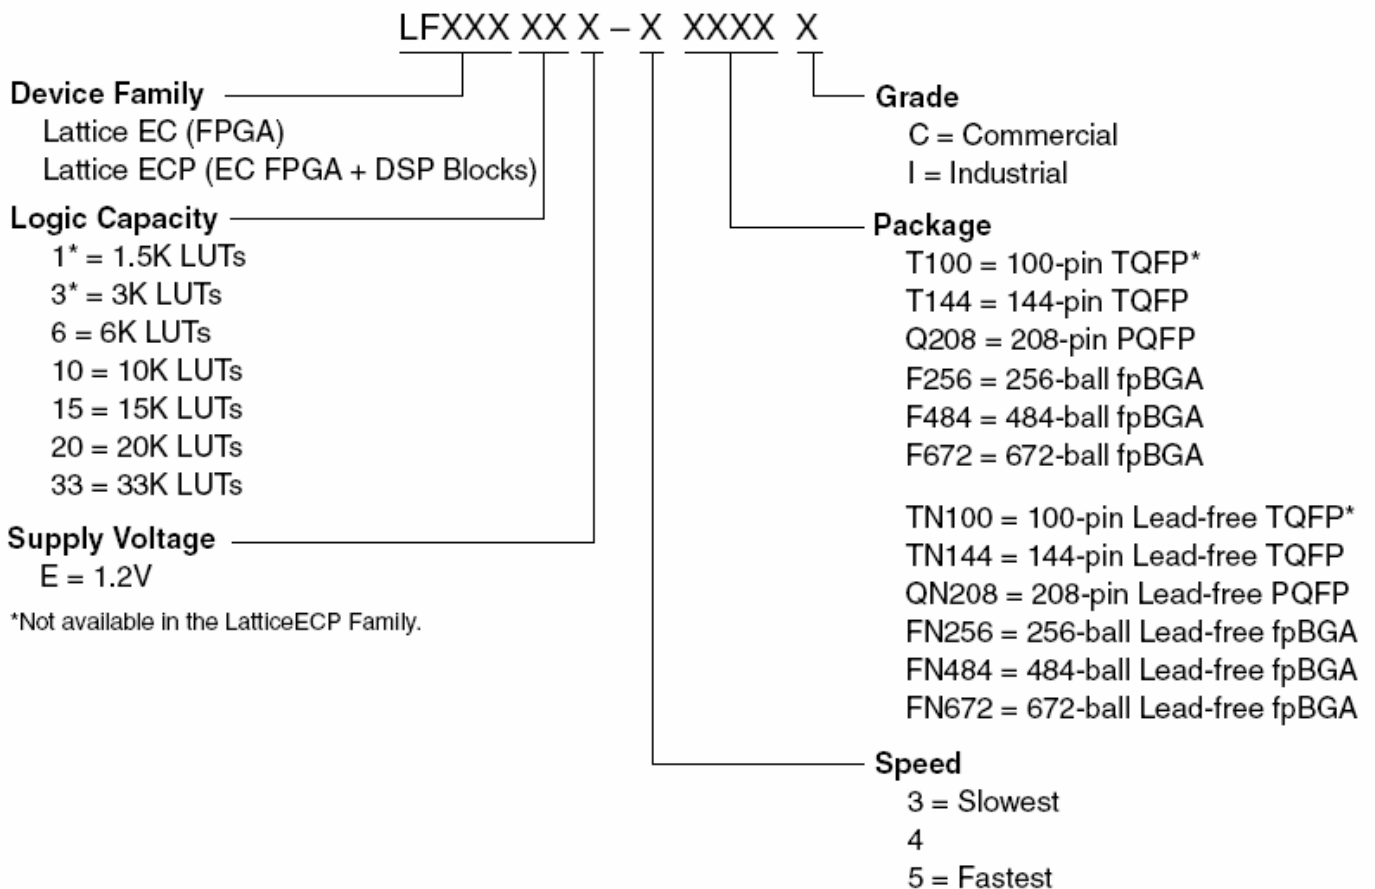 LFXXX XX X – X XXXX X
Device Family
Lattice EC (FPGA)
Lattice ECP (EC FPGA + DSP Blocks)
Logic Capacity
1* = 1.5K LUTs
3* = 3K LUTs
6 = 6K LUTs
10 = 10K LUTs
15 = 15K LUTs
20 = 20K LUTs
33 = 33K LUTs
Supply Voltage
E = 1.2V
*Not available in the LatticeECP Family.
Grade
C = Commercial
I = Industrial
Package
T100 = 100-pin TQFP*
T144 = 144-pin TQFP
Q208 = 208-pin PQFP
F256 = 256-ball fpBGA
F484 = 484-ball fpBGA
F672 = 672-ball fpBGA
TN100 = 100-pin Lead-free TQFP*
TN144 = 144-pin Lead-free TQFP
QN208 = 208-pin Lead-free PQFP
FN256 = 256-ball Lead-free fpBGA
FN484 = 484-ball Lead-free fpBGA
FN672 = 672-ball Lead-free fpBGA
Speed
3 = Slowest
4
5 = Fastest